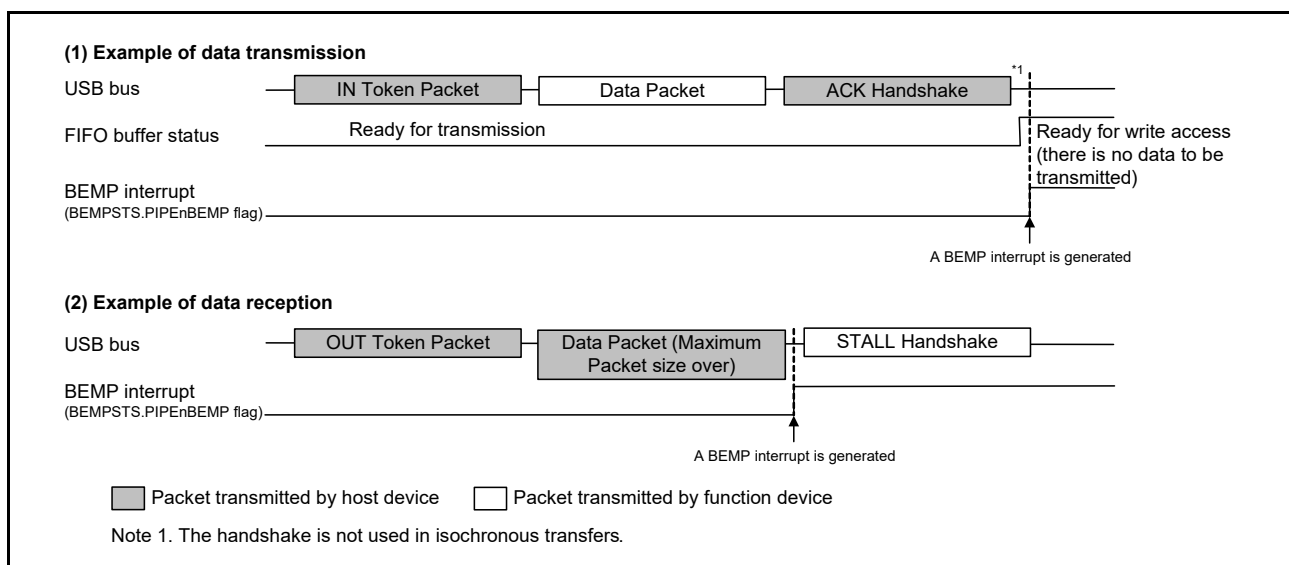 (1) Example of data transmission
USB bus
IN Token Packet
Data Packet
ACK Handshake
*1
FIFO buffer status
Ready for transmission
Ready for write access
(there is no data to be
transmitted)
BEMP interrupt
(BEMPSTS.PIPEnBEMP flag)
A BEMP interrupt is generated
(2) Example of data reception
USB bus
OUT Token Packet
Data Packet (Maximum
Packet size over)
STALL Handshake
BEMP interrupt
(BEMPSTS.PIPEnBEMP flag)
A BEMP interrupt is generated
Packet transmitted by host device
Packet transmitted by function device
Note 1. The handshake is not used in isochronous transfers.